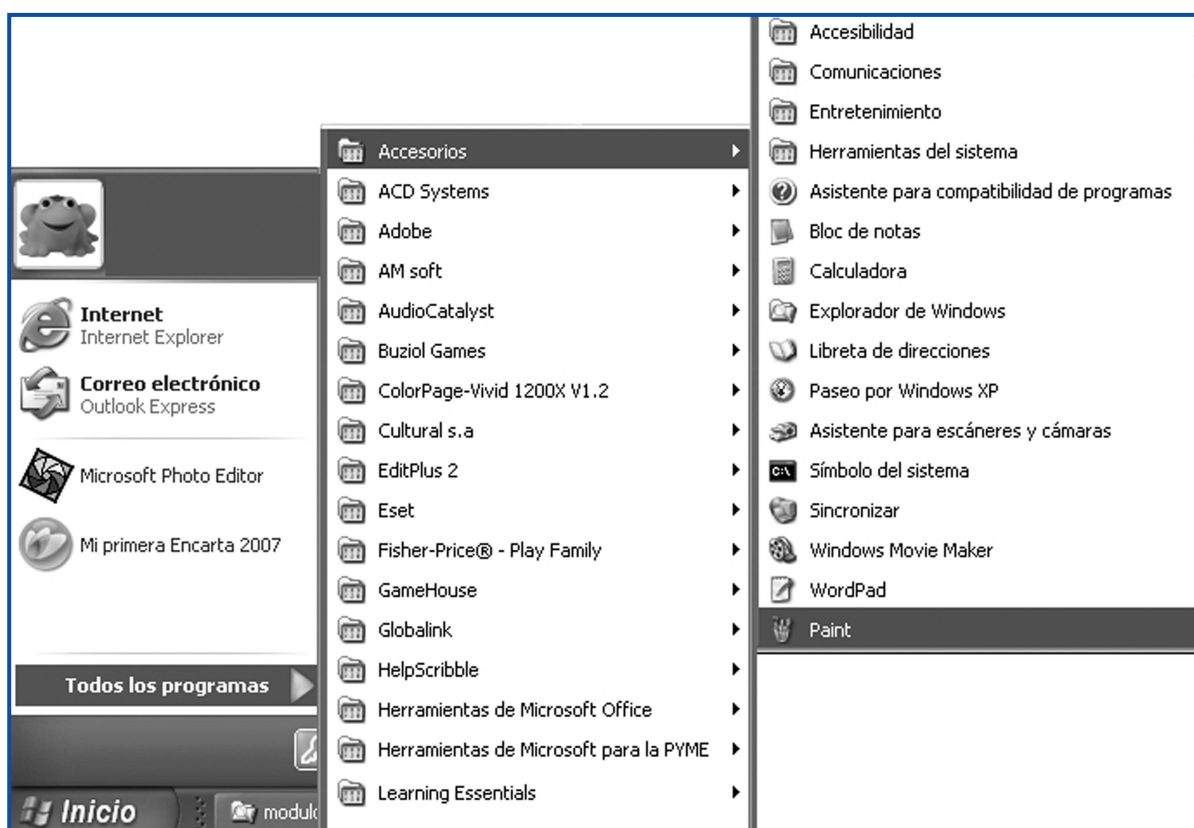 Internet
Internet Explorer
Correo electrónico
Outlook Express
Microsoft Photo Editor
Mi primera Encarta 2007
Todos los programas
Inicio
Accesorios
ACD Systems
Adobe
AM soft
AudioCatalyst
Buziol Games
ColorPage-Vivid 1200X V1.2
Cultural s.a
EditPlus 2
Eset
Fisher-Price® - Play Family
GameHouse
Globalink
HelpScribble
Herramientas de Microsoft Office
Herramientas de Microsoft para la PYME
Learning Essentials
Accesibilidad
Comunicaciones
Entretenimiento
Herramientas del sistema
Asistente para compatibilidad de programas
Bloc de notas
Calculadora
Explorador de Windows
Libreta de direcciones
Paseo por Windows XP
Asistente para escáneres y cámaras
Símbolo del sistema
Sincronizar
Windows Movie Maker
WordPad
Paint